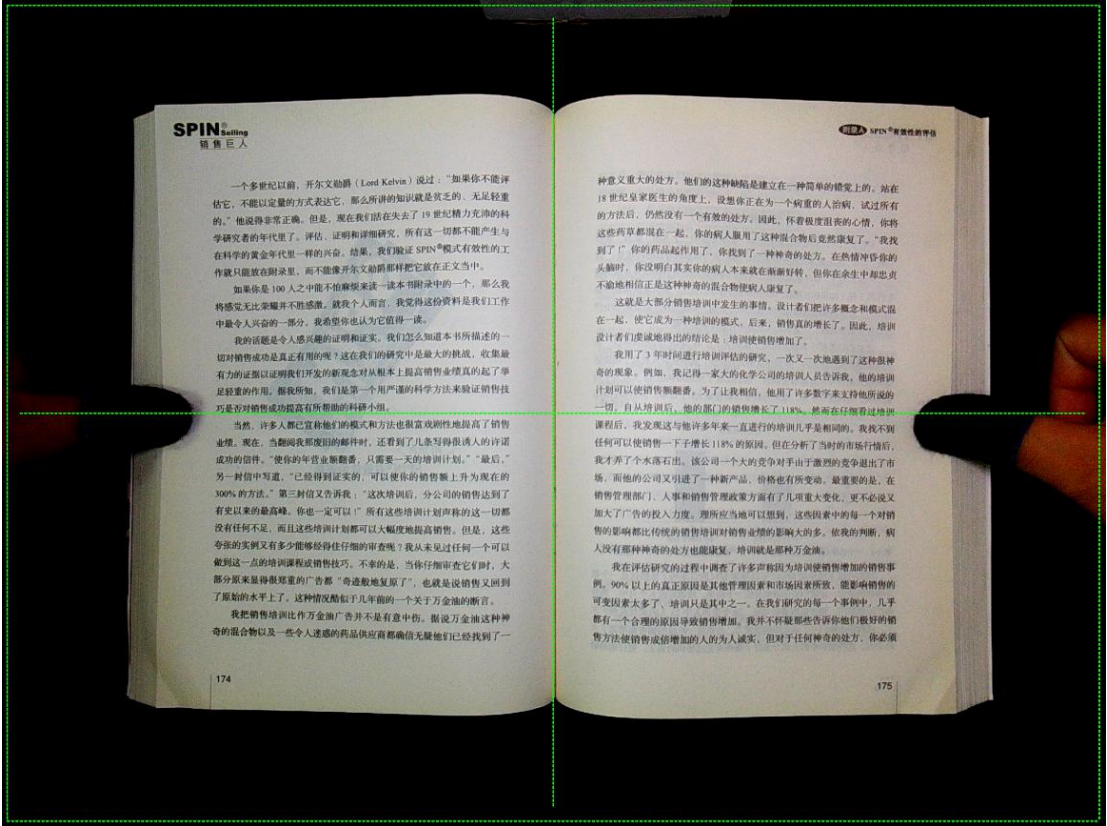 SPIN® Selling
销售巨人
一个多世纪以前，开尔文勋爵（Lord Kelvin）说过：“如果你不能评
估它，不能以定量的方式表达它，那么所讲的知识就是贫乏的、无足轻重
的。”他说得非常正确。但是，现在我们活在失去了 19 世纪精力充沛的科
学研究者的年代里了。评估、证明和详细研究，所有这一切都不能产生与
在科学的黄金年代里一样的兴奋。结果，我们验证 SPIN®模式有效性的工
作就只能放在附录里，而不能像开尔文勋爵那样把它放在正文当中。
如果你是 100 人之中能不怕麻烦来读一读本书附录中的一个，那么我
将感觉无比荣耀并不胜感激。就我个人而言，我觉得这份资料是我们工作
中最令人兴奋的一部分。我希望你也认为它值得一读。
我的话题是令人感兴趣的证明和证实。我们怎么知道本书所描述的一
切对销售成功是真正有用的呢？这在我们的研究中是最大的挑战，收集最
有力的证据以证明我们开发的新观念对从根本上提高销售业绩真的起了举
足轻重的作用。据我所知，我们是第一个用严谨的科学方法来验证销售技
巧是否对销售成功提高有所帮助的科研小组。
当然，许多人都已宣称他们的模式和方法也很富戏剧性地提高了销售
业绩。现在，当翻阅我那废旧的邮件时，还看到了几条写得很诱人的许诺
成功的信件。“使你的年营业额翻番，只需要一天的培训计划。”“最后，”
另一封信中写道，“已经得到证实的，可以使你的销售额上升为现在的
300% 的方法。”第三封信又告诉我：“这次培训后，分公司的销售达到了
有史以来的最高峰。你也一定可以！”所有这些培训计划声称的这一切都
没有任何不足，而且这些培训计划都可以大幅度地提高销售。但是，这些
夸张的实例又有多少能够经得住仔细的审查呢？我从未见过任何一个可以
做到这一点的培训课程或销售技巧。不幸的是，当你仔细审查它们时，大
部分原来显得很郑重的广告都“奇迹般地复原了”，也就是说销售又回到
了原始的水平上了。这种情况酷似于几年前的一个关于万金油的断言。
我把销售培训比作万金油广告并不是有意中伤。据说万金油这种神
奇的混合物以及一些令人迷惑的药品供应商都确信无疑他们已经找到了一
174
附录A SPIN®有效性的评估
种意义重大的处方。他们的这种缺陷是建立在一种简单的错觉上的。站在
18 世纪皇家医生的角度上，设想你正在为一个病重的人治病，试过所有
的方法后，仍然没有一个有效的处方。因此，怀着极度沮丧的心情，你将
这些药草都混在一起，你的病人服用了这种混合物后竟然康复了。“我找
到了！”你的药品起作用了，你找到了一种神奇的处方。在热情冲昏你的
头脑时，你没明白其实你的病人本来就在渐渐好转，但你在余生中却忠贞
不渝地相信正是这种神奇的混合物使病人康复了。
这就是大部分销售培训中发生的事情。设计者们把许多概念和模式混
在一起，使它成为一种培训的模式，后来，销售真的增长了。因此，培训
设计者们虔诚地得出的结论是：培训使销售增加了。
我用了 3 年时间进行培训评估的研究，一次又一次地遇到了这种很神
奇的现象。例如，我记得一家大的化学公司的培训人员告诉我，他的培训
计划可以使销售额翻番。为了让我相信，他用了许多数字来支持他所说的
一切。自从培训后，他的部门的销售增长了 118%。然而在仔细看过培训
课程后，我发现这与他许多年来一直进行的培训几乎是相同的。我找不到
任何可以使销售一下子增长 118% 的原因。但在分析了当时的市场行情后，
我才弄了个水落石出。该公司一个大的竞争对手由于激烈的竞争退出了市
场，而他的公司又引进了一种新产品，价格也有所变动。最重要的是，在
销售管理部门、人事和销售管理政策方面有了几项重大变化，更不必说又
加大了广告的投入力度。理所应当地可以想到，这些因素中的每一个对销
售的影响都比传统的销售培训对销售业绩的影响大的多。依我的判断，病
人没有那种神奇的处方也能康复，培训就是那种万金油。
我在评估研究的过程中调查了许多声称因为培训使销售增加的销售事
例。90% 以上的真正原因是其他管理因素和市场因素所致，能影响销售的
可变因素太多了，培训只是其中之一。在我们研究的每一个事例中，几乎
都有一个合理的原因导致销售增加。我并不怀疑那些告诉你他们极好的销
售方法使销售成倍增加的人的为人诚实，但对于任何神奇的处方，你必须
175